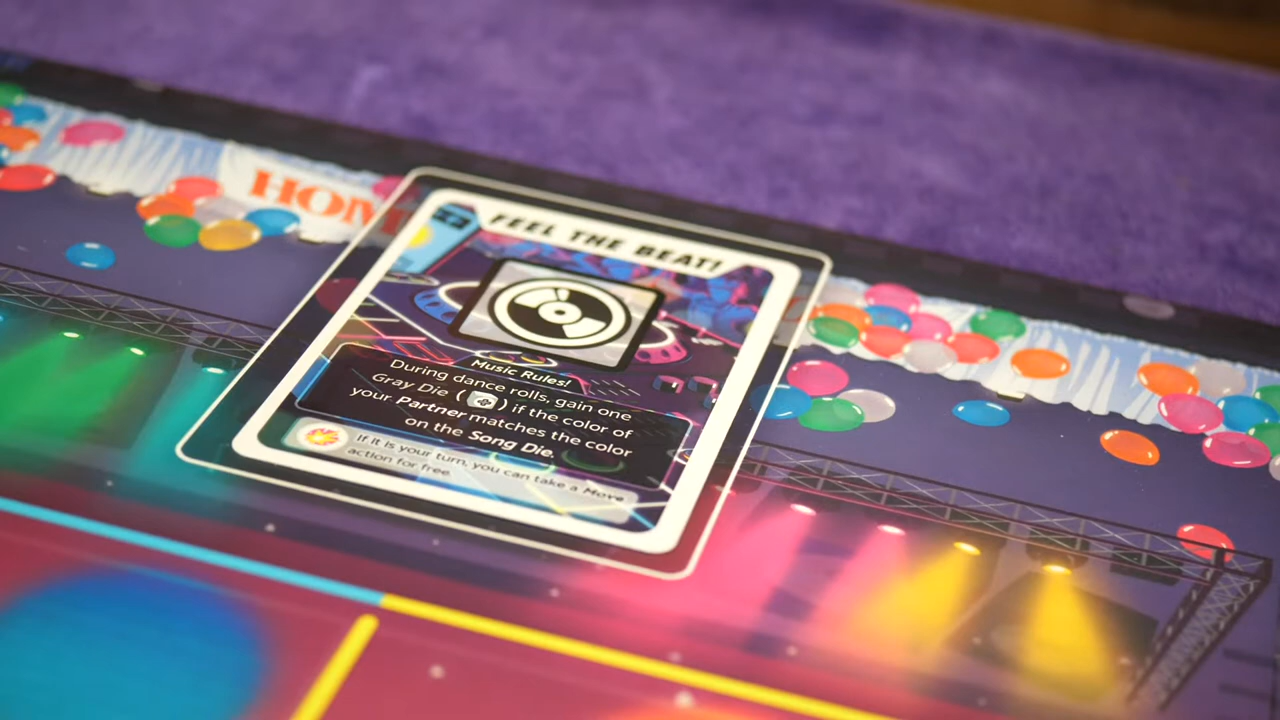 HOM
FEEL THE BEAT!
Music Rules!
During dance rolls, gain one
Gray Die ( ) if the color of
your Partner matches the color
on the Song Die.
If it is your turn, you can take a Move
action for free.